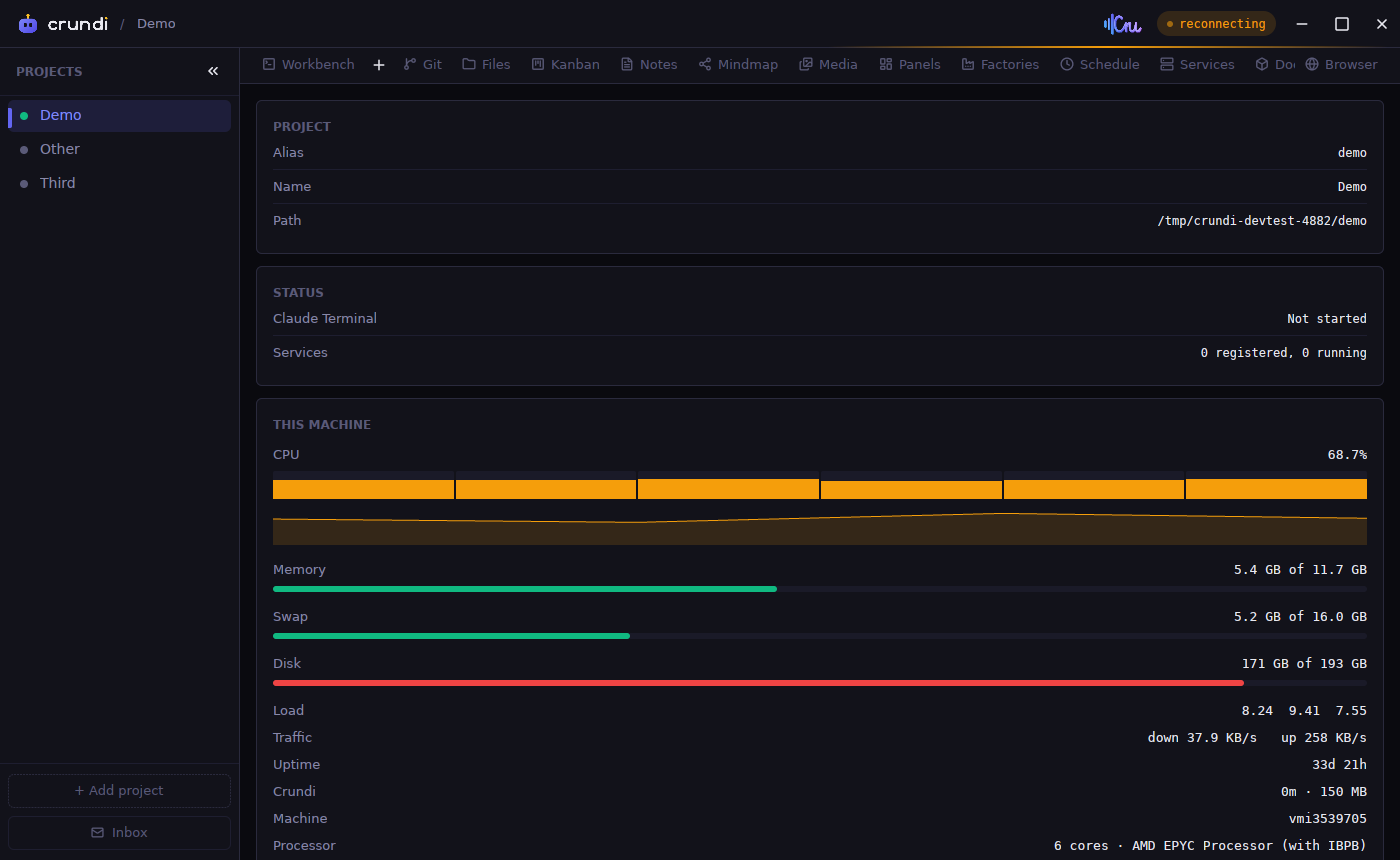 crundi / Demo
Cru
reconnecting
PROJECTS
Workbench + Git Files Kanban Notes Mindmap Media Panels Factories Schedule Services Doc Browser
Demo
Other
Third
PROJECT
Alias demo
Name Demo
Path /tmp/crundi-devtest-4882/demo
STATUS
Claude Terminal Not started
Services 0 registered, 0 running
THIS MACHINE
CPU 68.7%
Memory 5.4 GB of 11.7 GB
Swap 5.2 GB of 16.0 GB
Disk 171 GB of 193 GB
Load 8.24 9.41 7.55
Traffic down 37.9 KB/s up 258 KB/s
Uptime 33d 21h
Crundi 0m · 150 MB
Machine vmi3539705
Processor 6 cores · AMD EPYC Processor (with IBPB)
+ Add project
Inbox